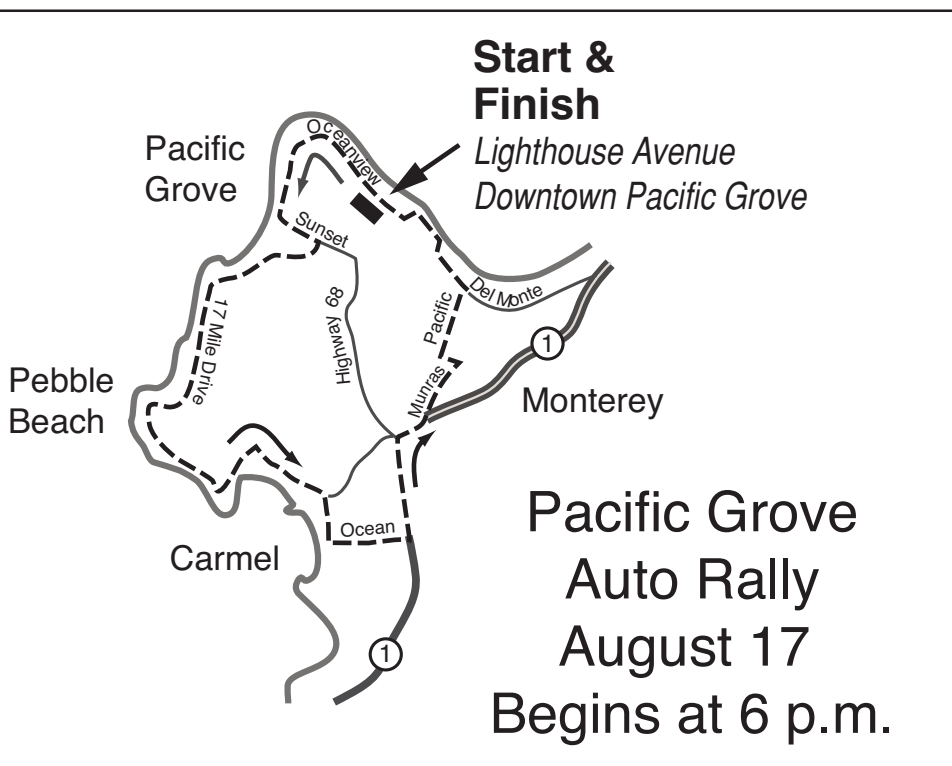 Start &
Finish
Lighthouse Avenue
Downtown Pacific Grove
Pacific
Grove
Oceanview
Sunset
Del Monte
17 Mile Drive
Highway 68
Pacific
1
Munras
Pebble
Beach
Monterey
Ocean
Carmel
1
Pacific Grove
Auto Rally
August 17
Begins at 6 p.m.